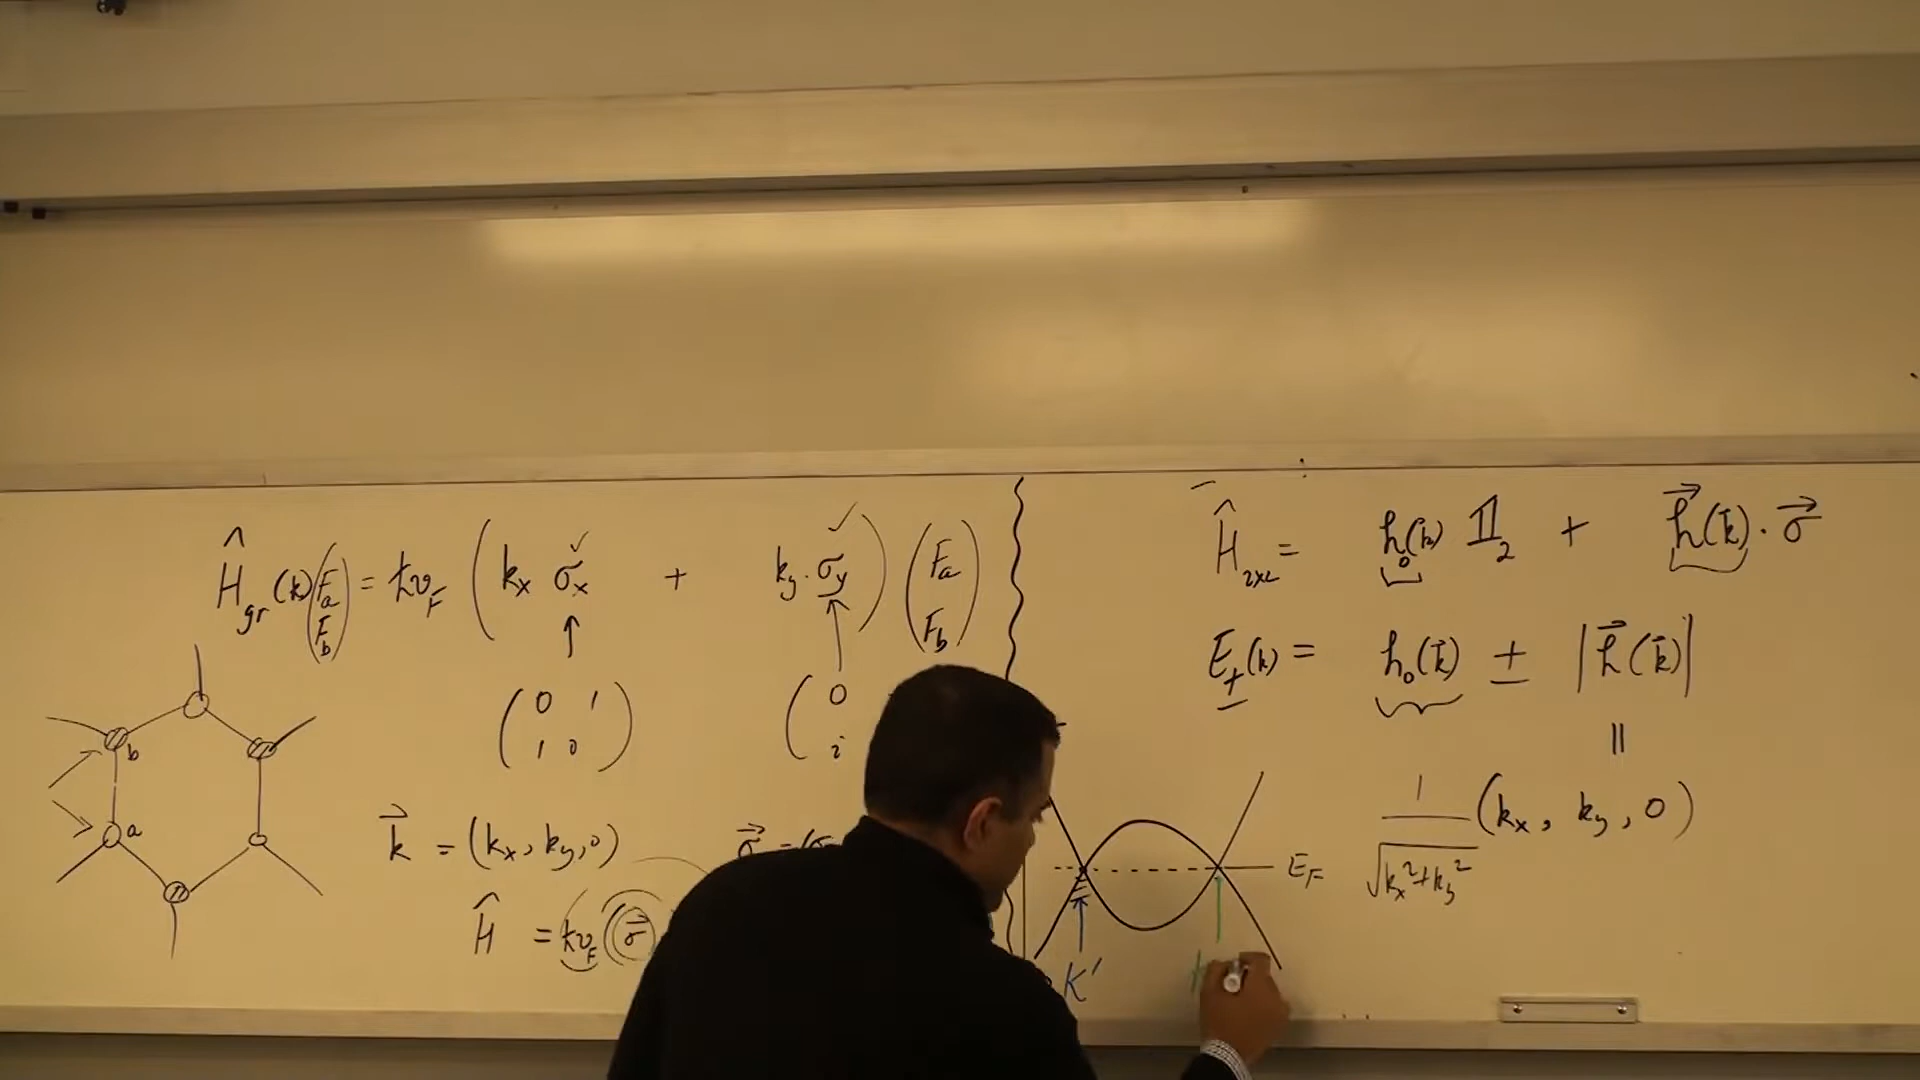 Ĥ_gr(k) (F_a F_b) = ħv_F ( k_x σ_x + k_y · σ_y ) ( F_a F_b )
( 0 1
1 0 )
( 0
i
b
a
k⃗ = (k_x, k_y, 0)
σ⃗ = (σ
Ĥ = ħv_F ( σ⃗
Ĥ_2x2 = h_0(k⃗) 𝟙_2 + h⃗(k⃗) · σ⃗
E_±(k) = h_0(k⃗) ± |h⃗(k⃗)|
||
1 / √(k_x² + k_y²) (k_x, k_y, 0)
E_F
K'